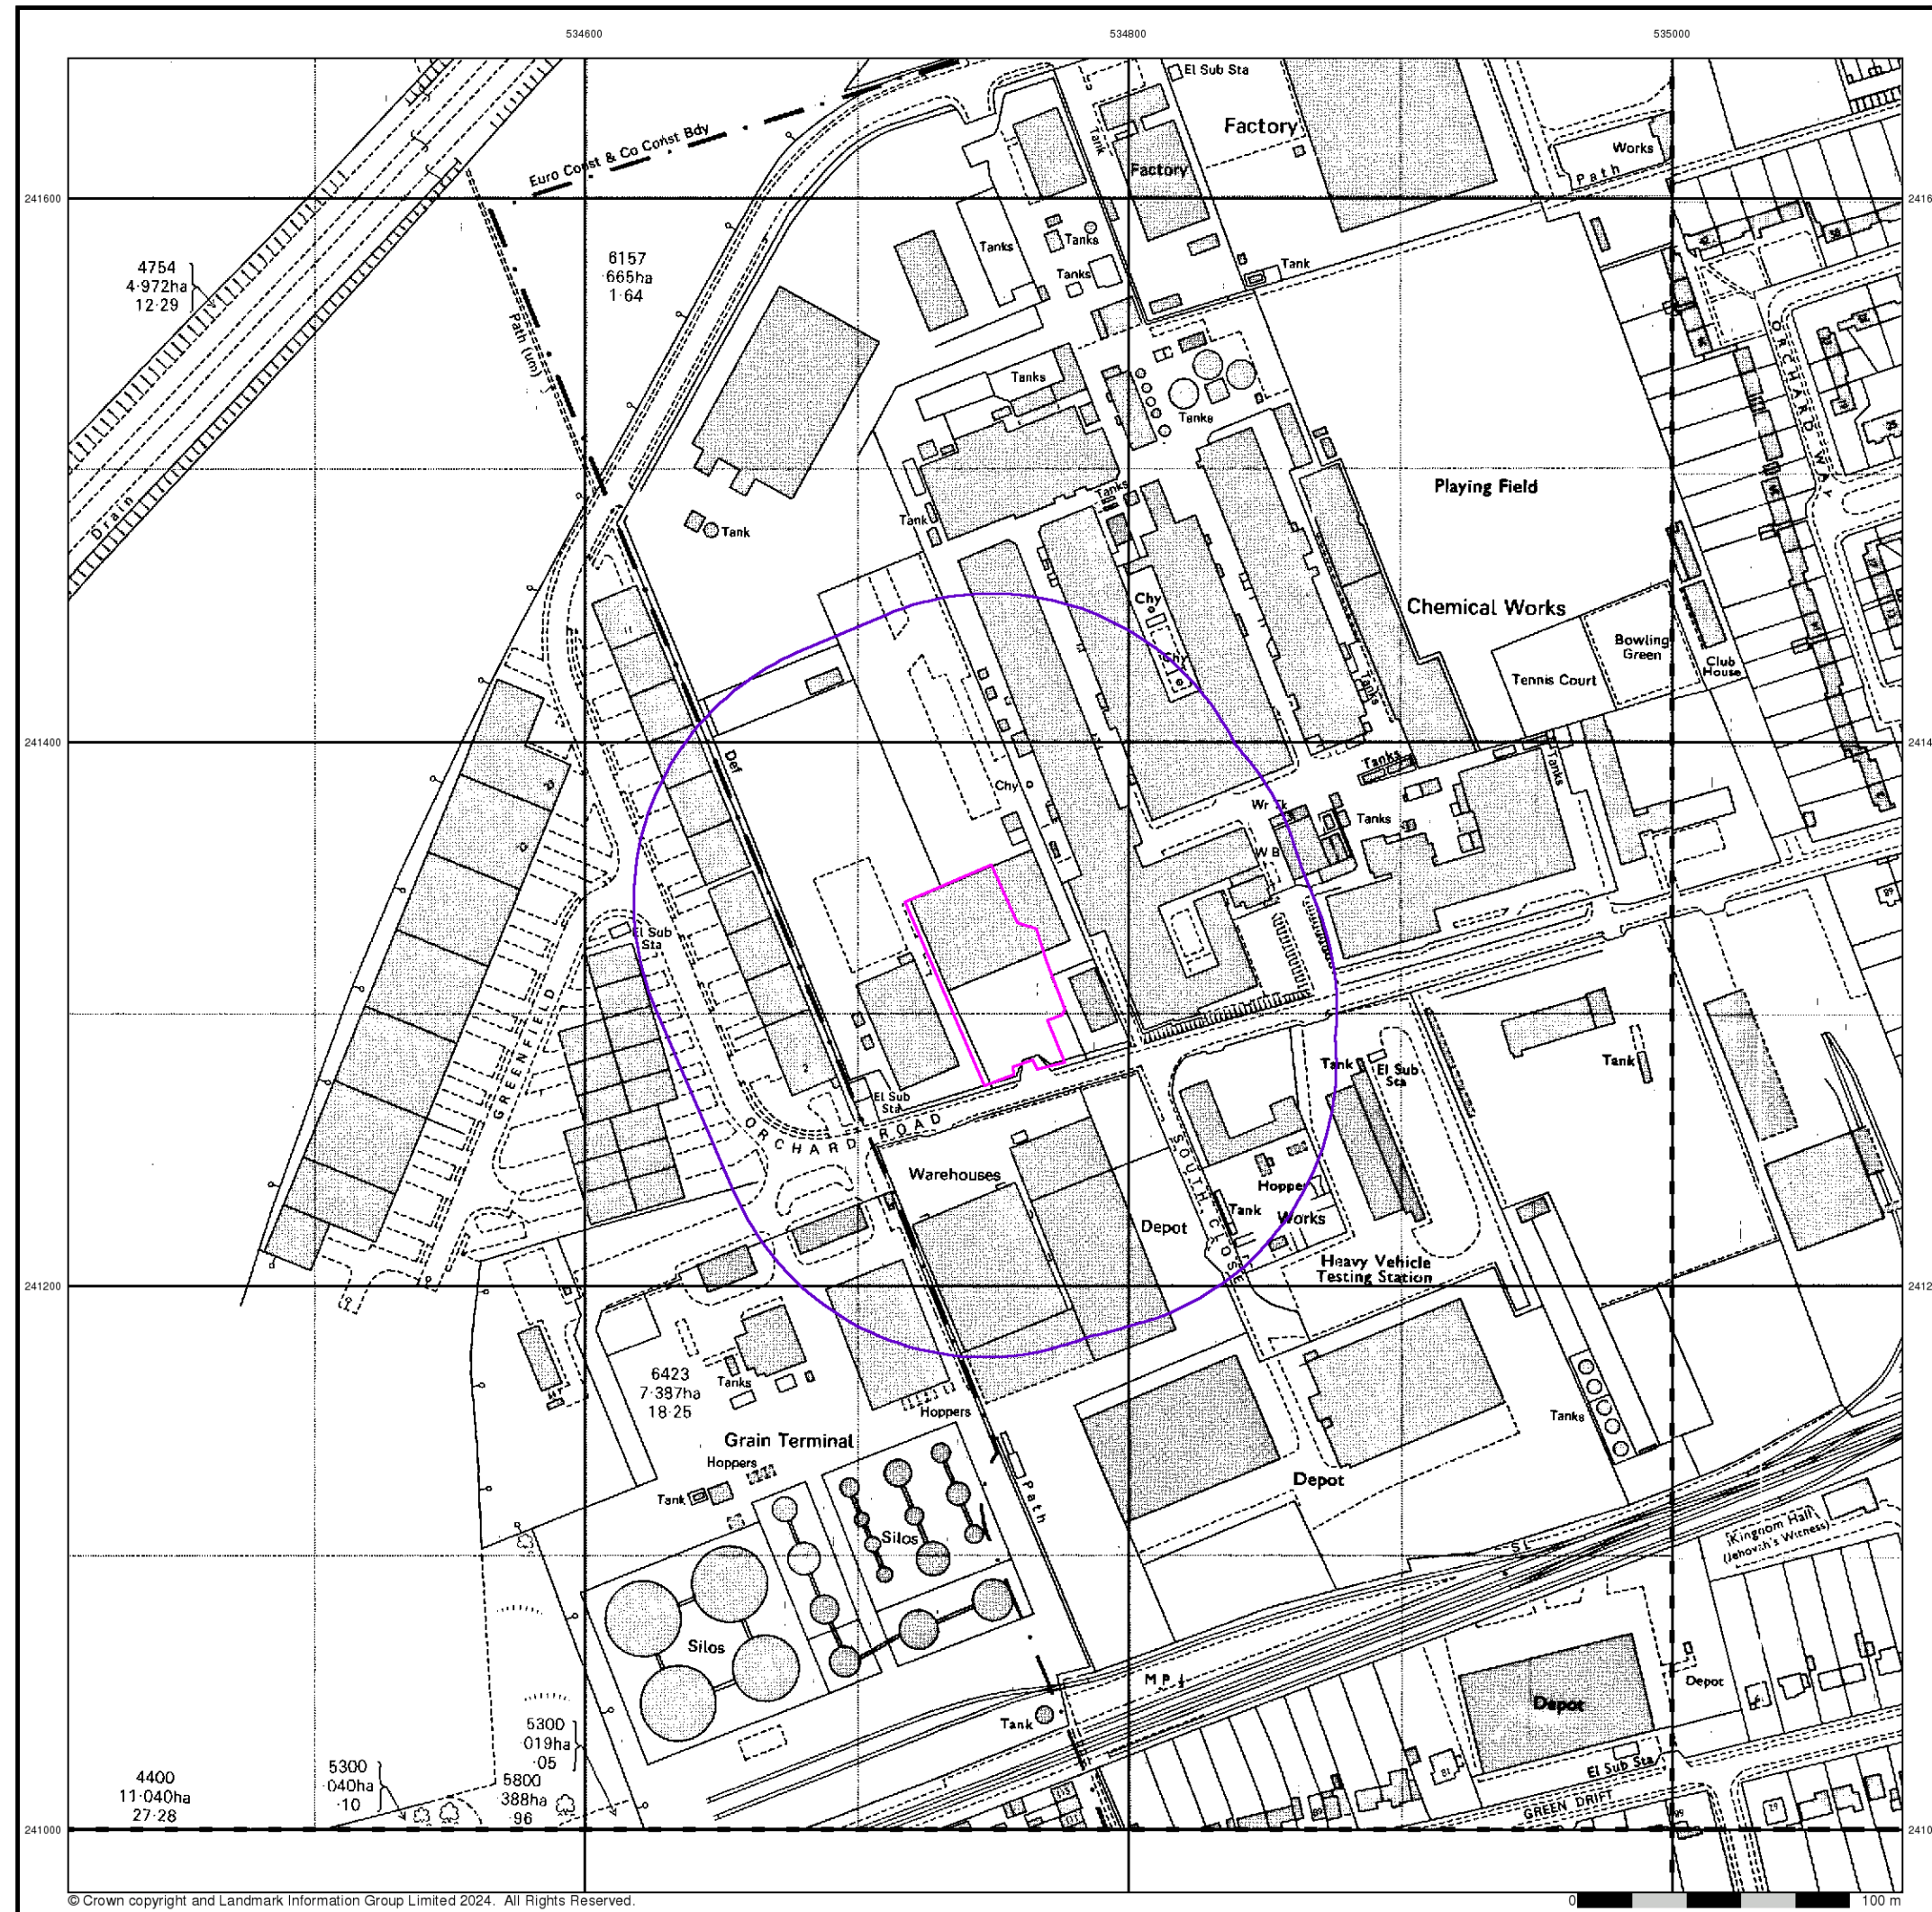 534600
534800
535000
El Sub Sta
Factory
Works
Path
Tank
Factory
Euro Const & Co Const Bdy
241600
4754
4·972ha
12·29
6157
·665ha
1·64
Path (um)
Tanks
Tanks
Tanks
Tank
Tanks
Tanks
ORCHARD WAY
Drain
Tank
Tank
Tanks
Playing Field
Chemical Works
Chy
Chy
Bowling
Green
Club
House
Tennis Court
Tanks
11
241400
Def
Chy
Tanks
Tanks
Tanks
W B
El Sub
Sta
GREENFIELD
2
El Sub
Sta
ORCHARD ROAD
Tank
El Sub
Sta
Tank
SOUTH CLOSE
Warehouses
Hopper
Tank
Works
Depot
Heavy Vehicle
Testing Station
241200
6423
7·387ha
18·25
Tanks
Hoppers
Tanks
Grain Terminal
Hoppers
Tank
Path
Depot
Silos
S L
Kingdom Hall
(Jehovah's Witness)
Silos
M P
Depot
Depot
Tank
5300
·019ha
·05
5300
·040ha
·10
5800
·388ha
·96
4400
11·040ha
27·28
El Sub Sta
GREEN DRIFT
241000
© Crown copyright and Landmark Information Group Limited 2024. All Rights Reserved.
0
100 m